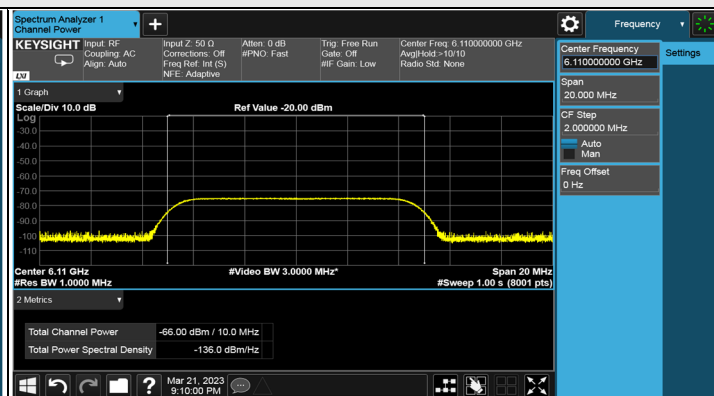 Spectrum Analyzer 1
Channel Power
Frequency
KEYSIGHT
LXI
Input: RF
Coupling: AC
Align: Auto
Input Z: 50 Ω
Corrections: Off
Freq Ref: Int (S)
NFE: Adaptive
Atten: 0 dB
#PNO: Fast
Trig: Free Run
Gate: Off
#IF Gain: Low
Center Freq: 6.110000000 GHz
Avg|Hold:>10/10
Radio Std: None
Center Frequency
6.11000000 GHz
Settings
Span
20.000 MHz
CF Step
2.000000 MHz
Auto
Man
Freq Offset
0 Hz
1 Graph
Scale/Div 10.0 dB
Ref Value -20.00 dBm
Log
-30.0
-40.0
-50.0
-60.0
-70.0
-80.0
-90.0
-100
-110
Center 6.11 GHz
#Video BW 3.0000 MHz*
Span 20 MHz
#Res BW 1.0000 MHz
#Sweep 1.00 s (8001 pts)
2 Metrics
Total Channel Power
-66.00 dBm / 10.0 MHz
Total Power Spectral Density
-136.0 dBm/Hz
?
Mar 21, 2023
9:10:00 PM